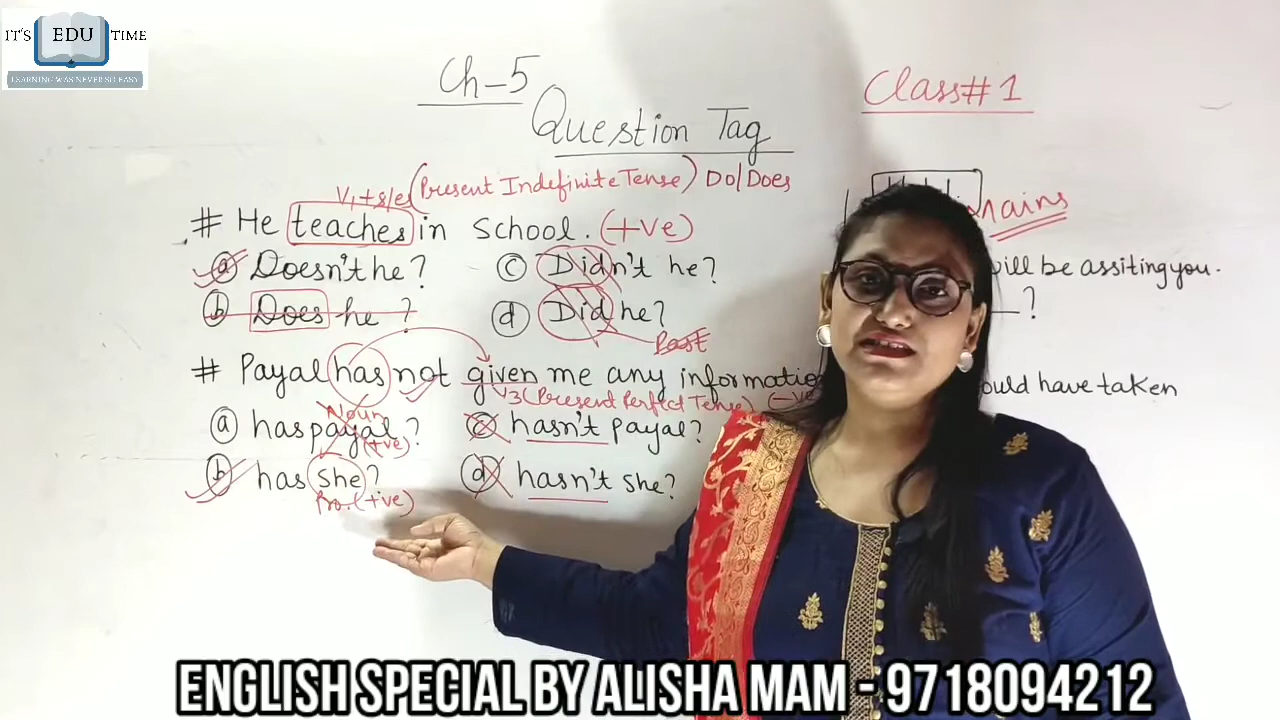 IT'S EDU TIME
LEARNING WAS NEVER SO EASY
Ch-5
Class#1
Question Tag
V1+s/es (Present Indefinite Tense) Do/Does
# He teaches in school. (+ve)
ⓐ Doesn't he? ⓒ Didn't he?
ⓑ Does he ? ⓓ Did he?
Past
# Payal has not given me any informatio
V3 (Present Perfect Tense) (-ve
Noun
ⓐ has payal? ⓒ hasn't payal?
(+ve)
ⓑ has she? ⓓ hasn't she?
Pro. (+ve)
will be assiting you.
?
ould have taken
ENGLISH SPECIAL BY ALISHA MAM - 9718094212